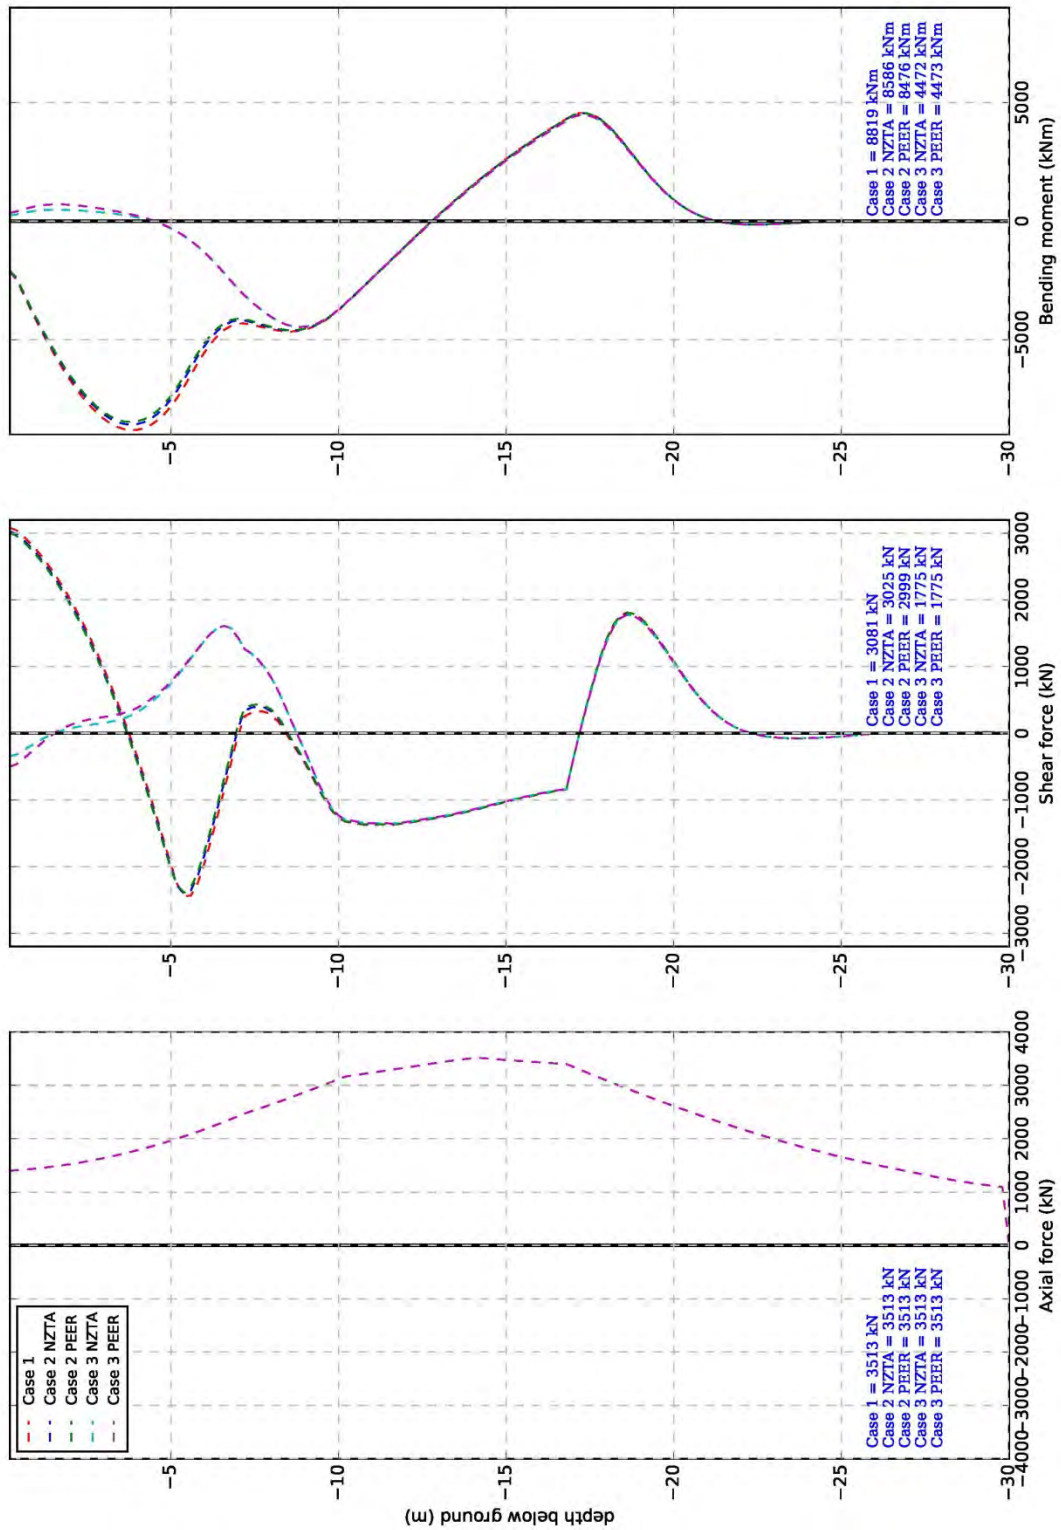 Case 1
Case 2 NZTA
Case 2 PEER
Case 3 NZTA
Case 3 PEER
depth below ground (m)
−5
−10
−15
−20
−25
−30
Case 1 = 3513 kN
Case 2 NZTA = 3513 kN
Case 2 PEER = 3513 kN
Case 3 NZTA = 3513 kN
Case 3 PEER = 3513 kN
−4000 −3000 −2000 −1000 0 1000 2000 3000 4000
Axial force (kN)
−5
−10
−15
−20
−25
−30
Case 1 = 3081 kN
Case 2 NZTA = 3025 kN
Case 2 PEER = 2999 kN
Case 3 NZTA = 1775 kN
Case 3 PEER = 1775 kN
−3000 −2000 −1000 0 1000 2000 3000
Shear force (kN)
−5
−10
−15
−20
−25
−30
Case 1 = 8819 kNm
Case 2 NZTA = 8586 kNm
Case 2 PEER = 8476 kNm
Case 3 NZTA = 4472 kNm
Case 3 PEER = 4473 kNm
−5000 0 5000
Bending moment (kNm)